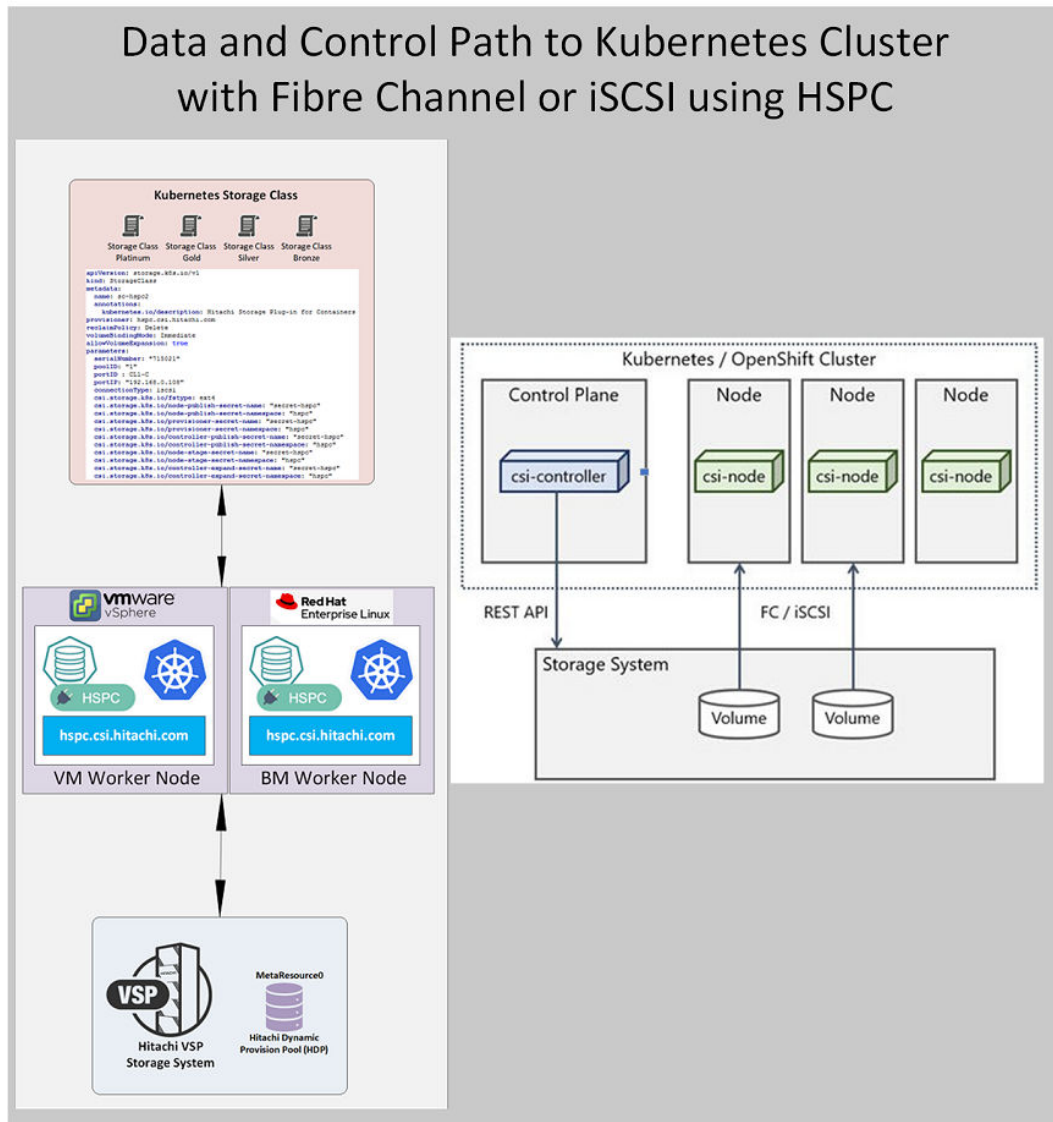 Data and Control Path to Kubernetes Cluster
with Fibre Channel or iSCSI using HSPC
Kubernetes Storage Class
Storage Class
Platinum
Storage Class
Gold
Storage Class
Silver
Storage Class
Bronze
apiVersion: storage.k8s.io/v1
kind: StorageClass
metadata:
name: sc-hspc2
annotations:
kubernetes.io/description: Hitachi Storage Plug-in for Containers
provisioner: hspc.csi.hitachi.com
reclaimPolicy: Delete
volumeBindingMode: Immediate
allowVolumeExpansion: true
parameters:
serialNumber: "715021"
poolID: "1"
portID : CL1-C
portIP: "192.168.0.108"
connectionType: iscsi
csi.storage.k8s.io/fstype: ext4
csi.storage.k8s.io/node-publish-secret-name: "secret-hspc"
csi.storage.k8s.io/node-publish-secret-namespace: "hspc"
csi.storage.k8s.io/provisioner-secret-name: "secret-hspc"
csi.storage.k8s.io/provisioner-secret-namespace: "hspc"
csi.storage.k8s.io/controller-publish-secret-name: "secret-hspc"
csi.storage.k8s.io/controller-publish-secret-namespace: "hspc"
csi.storage.k8s.io/node-stage-secret-name: "secret-hspc"
csi.storage.k8s.io/node-stage-secret-namespace: "hspc"
csi.storage.k8s.io/controller-expand-secret-name: "secret-hspc"
csi.storage.k8s.io/controller-expand-secret-namespace: "hspc"
vmware
vSphere
HSPC
hspc.csi.hitachi.com
VM Worker Node
Red Hat
Enterprise Linux
HSPC
hspc.csi.hitachi.com
BM Worker Node
VSP
Hitachi VSP
Storage System
MetaResource0
Hitachi Dynamic
Provision Pool (HDP)
Kubernetes / OpenShift Cluster
Control Plane
csi-controller
Node
csi-node
Node
csi-node
Node
csi-node
REST API
FC / iSCSI
Storage System
Volume
Volume